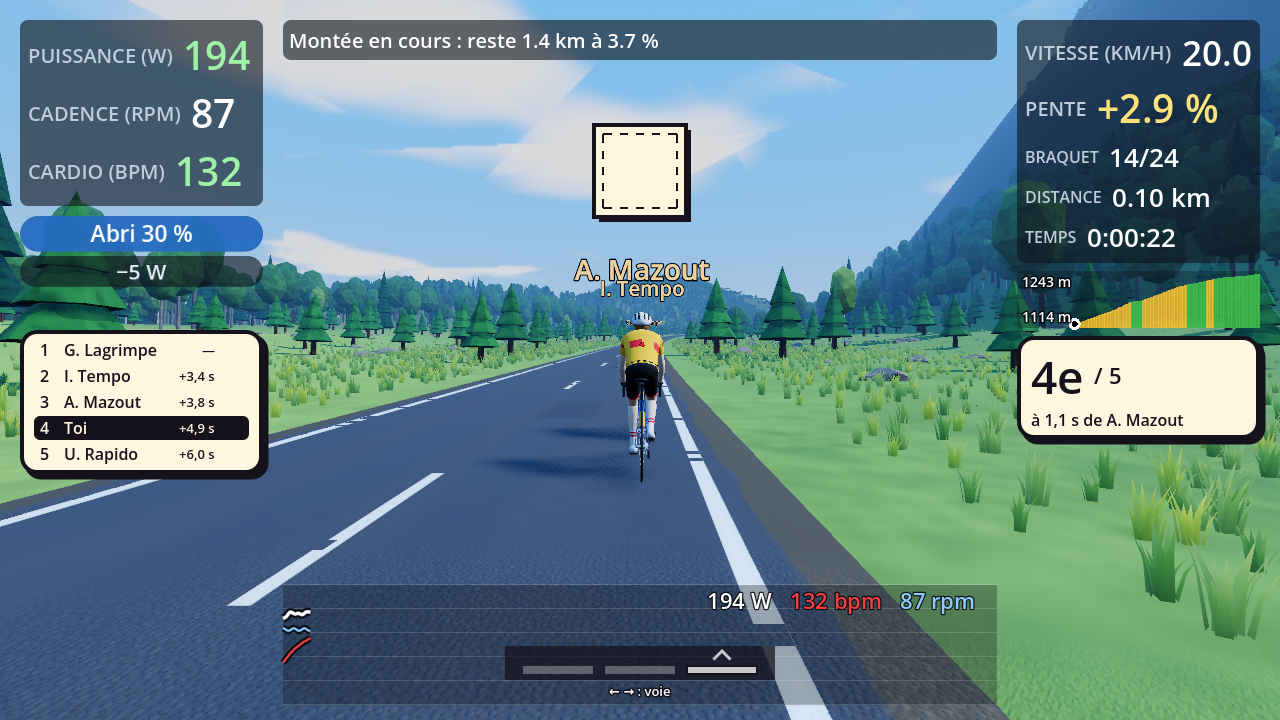 PUISSANCE (W) 194
CADENCE (RPM) 87
CARDIO (BPM) 132
Abri 30 %
−5 W
1 G. Lagrimpe —
2 I. Tempo +3,4 s
3 A. Mazout +3,8 s
4 Toi +4,9 s
5 U. Rapido +6,0 s
Montée en cours : reste 1.4 km à 3.7 %
A. Mazout
I. Tempo
VITESSE (KM/H) 20.0
PENTE +2.9 %
BRAQUET 14/24
DISTANCE 0.10 km
TEMPS 0:00:22
1243 m
1114 m
4e / 5
à 1,1 s de A. Mazout
194 W 132 bpm 87 rpm
← → : voie